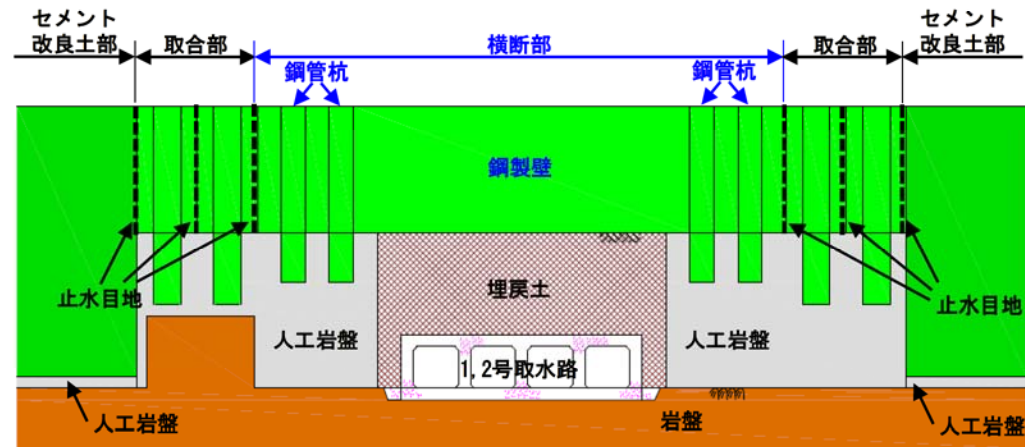 セメント
改良土部
取合部
横断部
取合部
セメント
改良土部
鋼管杭
鋼管杭
鋼製壁
止水目地
埋戻土
止水目地
人工岩盤
1,2号取水路
人工岩盤
人工岩盤
岩盤
人工岩盤